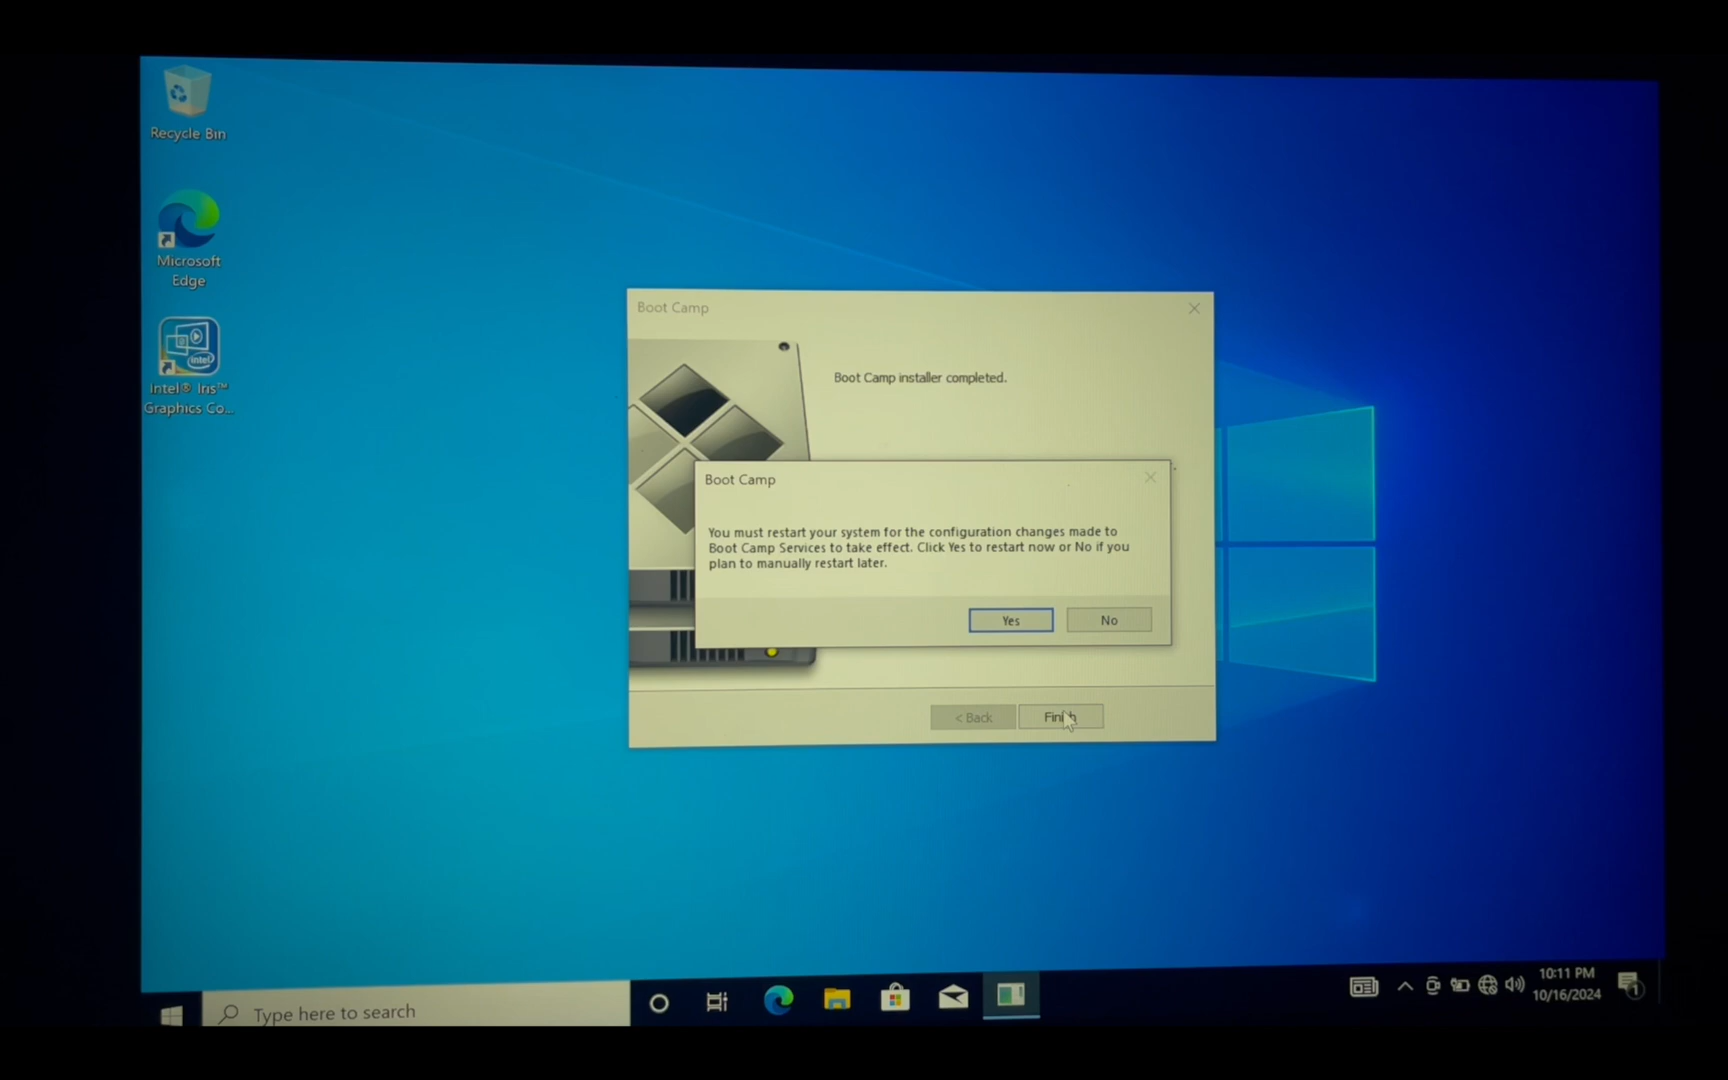 Recycle Bin
Microsoft
Edge
intel
Intel® Iris™
Graphics Co...
Boot Camp
Boot Camp installer completed.
Boot Camp
You must restart your system for the configuration changes made to
Boot Camp Services to take effect. Click Yes to restart now or No if you
plan to manually restart later.
Yes
No
< Back
Finish
Type here to search
10:11 PM
10/16/2024
1